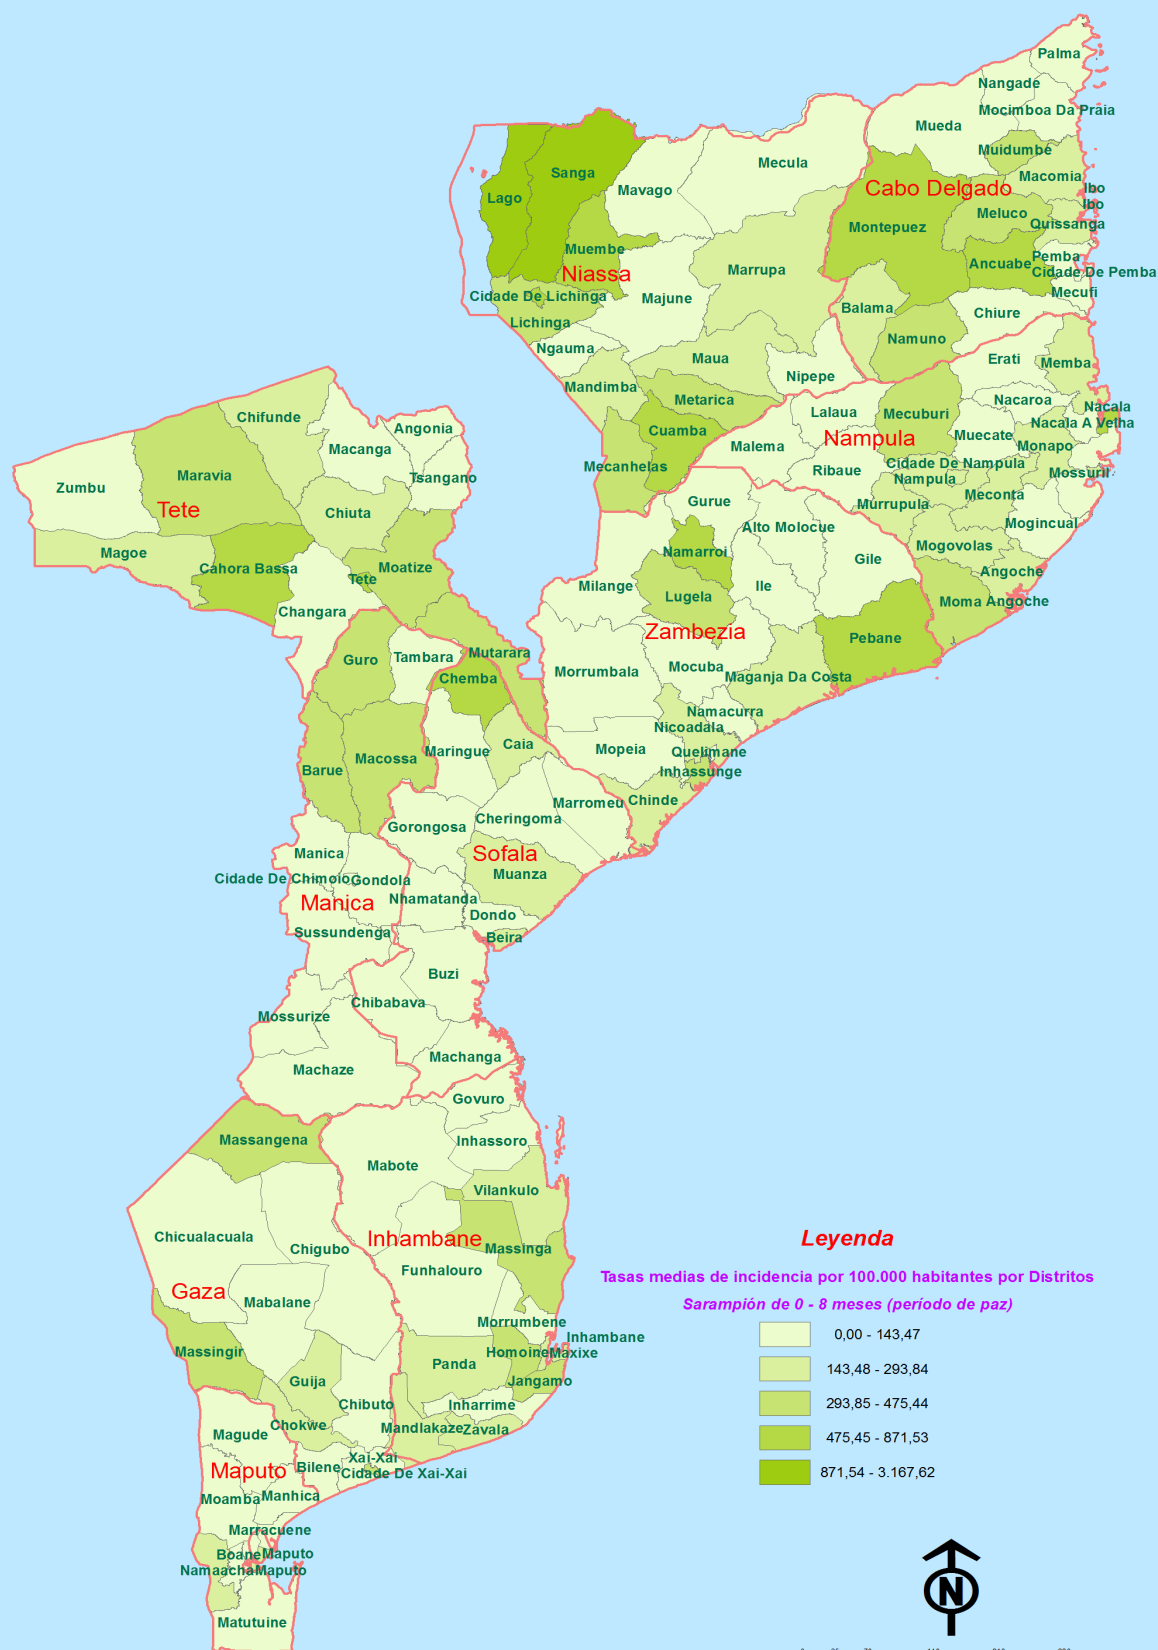 Palma
Nangade
Mocimboa Da Praia
Mueda
Muidumbe
Mecula
Sanga
Macomia
Cabo Delgado
Mavago
Ibo
Lago
Ibo
Meluco
Quissanga
Montepuez
Muembe
Pemba
Ancuabe
Marrupa
Cidade De Pemba
Niassa
Mecufi
Cidade De Lichinga
Majune
Balama
Chiure
Lichinga
Namuno
Ngauma
Maua
Erati
Memba
Nipepe
Mandimba
Metarica
Nacaroa
Nacala
Lalaua
Mecuburi
Chifunde
Nacala A Velha
Angonia
Cuamba
Muecate
Nampula
Malema
Monapo
Macanga
Cidade De Nampula
Mecanhelas
Ribaue
Mossuril
Maravia
Nampula
Tsangano
Zumbu
Meconta
Gurue
Murrupula
Tete
Chiuta
Mogincual
Alto Molocue
Mogovolas
Magoe
Namarroi
Gile
Cahora Bassa
Moatize
Angoche
Tete
Milange
Ile
Lugela
Moma
Angoche
Changara
Zambezia
Pebane
Mutarara
Tambara
Guro
Mocuba
Morrumbala
Chemba
Maganja Da Costa
Namacurra
Nicoadala
Caia
Maringue
Mopeia
Quelimane
Macossa
Barue
Inhassunge
Chinde
Marromeu
Cheringoma
Gorongosa
Manica
Sofala
Muanza
Cidade De Chimoio
Gondola
Nhamatanda
Manica
Dondo
Sussundenga
Beira
Buzi
Chibabava
Mossurize
Machanga
Machaze
Govuro
Massangena
Inhassoro
Mabote
Vilankulo
Chicualacuala
Inhambane
Chigubo
Massinga
Leyenda
Funhalouro
Tasas medias de incidencia por 100.000 habitantes por Distritos
Gaza
Mabalane
Sarampión de 0 - 8 meses (período de paz)
Morrumbene
0,00 - 143,47
Inhambane
Massingir
Homoine
Maxixe
Panda
143,48 - 293,84
Guija
Jangamo
Chibuto
Inharrime
293,85 - 475,44
Chokwe
Mandlakaze
Zavala
Magude
475,45 - 871,53
Xai-Xai
Bilene
Maputo
Cidade De Xai-Xai
871,54 - 3.167,62
Moamba
Manhica
Marracuene
Boane
Maputo
Namaacha
Maputo
N
Matutuine